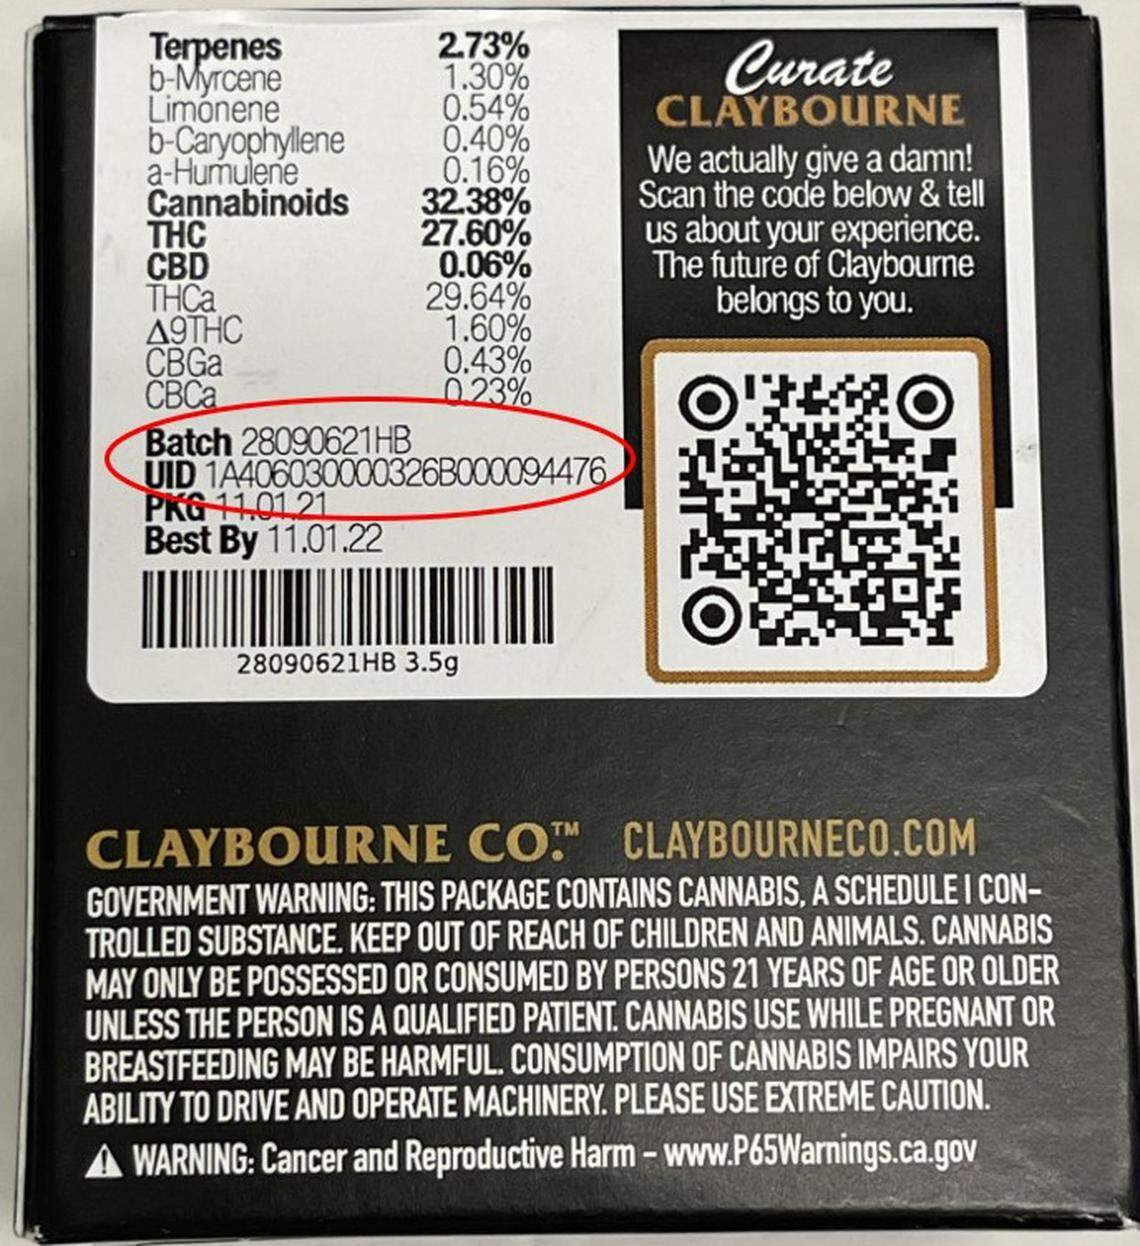 Terpenes 2.73%
b-Myrcene 1.30%
Limonene 0.54%
b-Caryophyllene 0.40%
a-Humulene 0.16%
Cannabinoids 32.38%
THC 27.60%
CBD 0.06%
THCa 29.64%
Δ9THC 1.60%
CBGa 0.43%
CBCa 0.23%
Batch 28090621HB
UID 1A406030000326B000094476
PKG 11.01.21
Best By 11.01.22
28090621HB 3.5g
Curate
CLAYBOURNE
We actually give a damn!
Scan the code below & tell
us about your experience.
The future of Claybourne
belongs to you.
CLAYBOURNE CO.™ CLAYBOURNECO.COM
GOVERNMENT WARNING: THIS PACKAGE CONTAINS CANNABIS, A SCHEDULE I CON-
TROLLED SUBSTANCE. KEEP OUT OF REACH OF CHILDREN AND ANIMALS. CANNABIS
MAY ONLY BE POSSESSED OR CONSUMED BY PERSONS 21 YEARS OF AGE OR OLDER
UNLESS THE PERSON IS A QUALIFIED PATIENT. CANNABIS USE WHILE PREGNANT OR
BREASTFEEDING MAY BE HARMFUL. CONSUMPTION OF CANNABIS IMPAIRS YOUR
ABILITY TO DRIVE AND OPERATE MACHINERY. PLEASE USE EXTREME CAUTION.
⚠ WARNING: Cancer and Reproductive Harm – www.P65Warnings.ca.gov